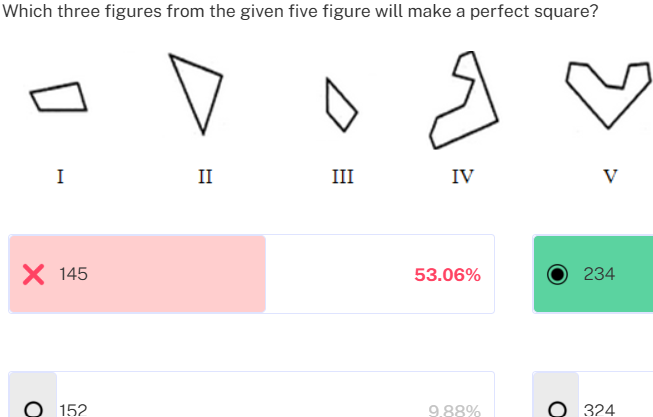 Which three figures from the given five figure will make a perfect square?
I II III IV V
145 53.06% 234
152 9.88% 324